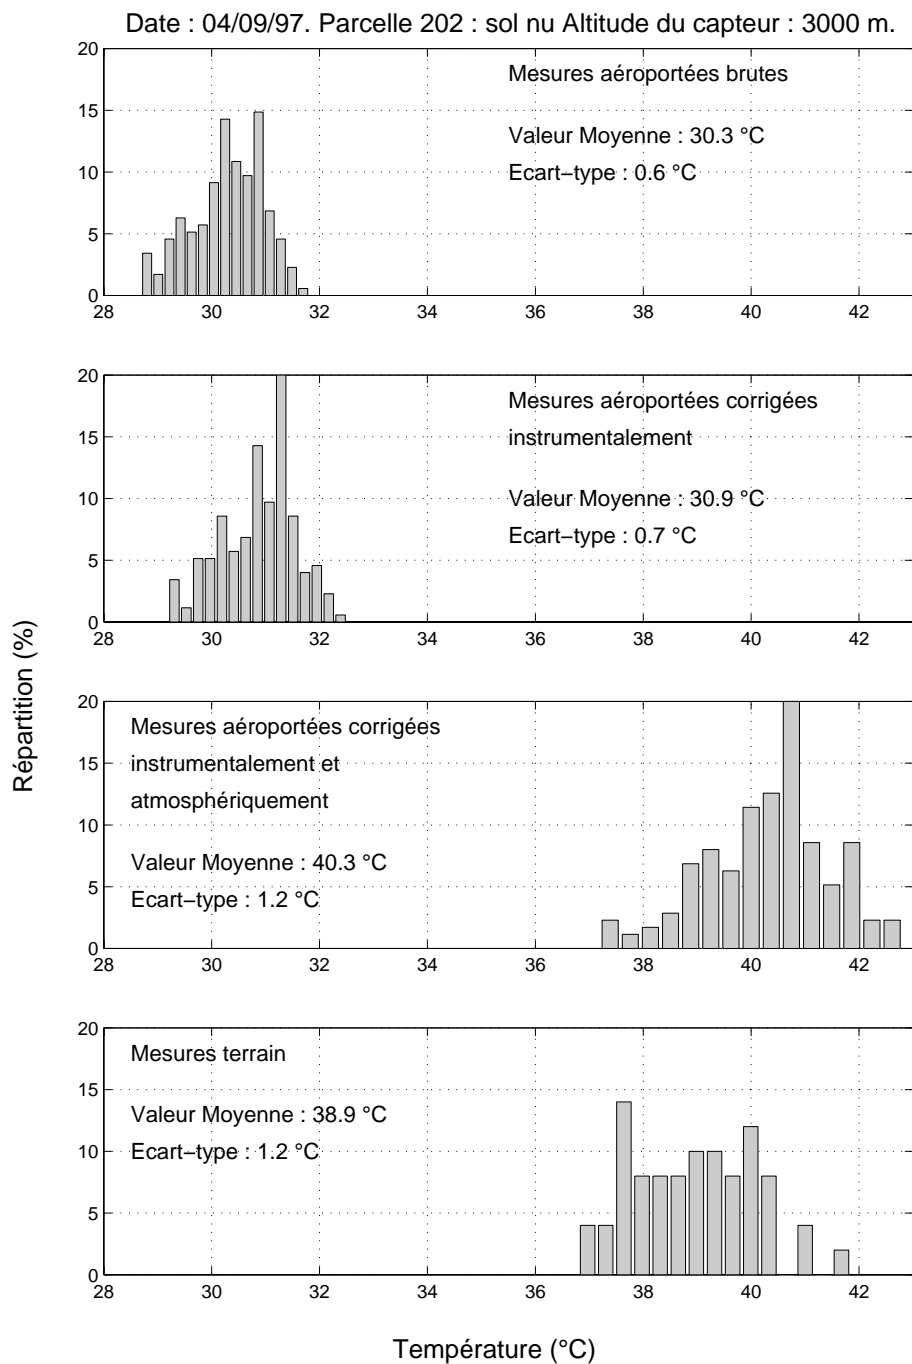 Date : 04/09/97. Parcelle 202 : sol nu Altitude du capteur : 3000 m.
20
15
10
5
0
Mesures aéroportées brutes
Valeur Moyenne : 30.3 °C
Ecart−type : 0.6 °C
28 30 32 34 36 38 40 42
20
15
10
5
0
Mesures aéroportées corrigées
instrumentalement
Valeur Moyenne : 30.9 °C
Ecart−type : 0.7 °C
28 30 32 34 36 38 40 42
Répartition (%)
20
15
10
5
0
Mesures aéroportées corrigées
instrumentalement et
atmosphériquement
Valeur Moyenne : 40.3 °C
Ecart−type : 1.2 °C
28 30 32 34 36 38 40 42
20
15
10
5
0
Mesures terrain
Valeur Moyenne : 38.9 °C
Ecart−type : 1.2 °C
28 30 32 34 36 38 40 42
Température (°C)